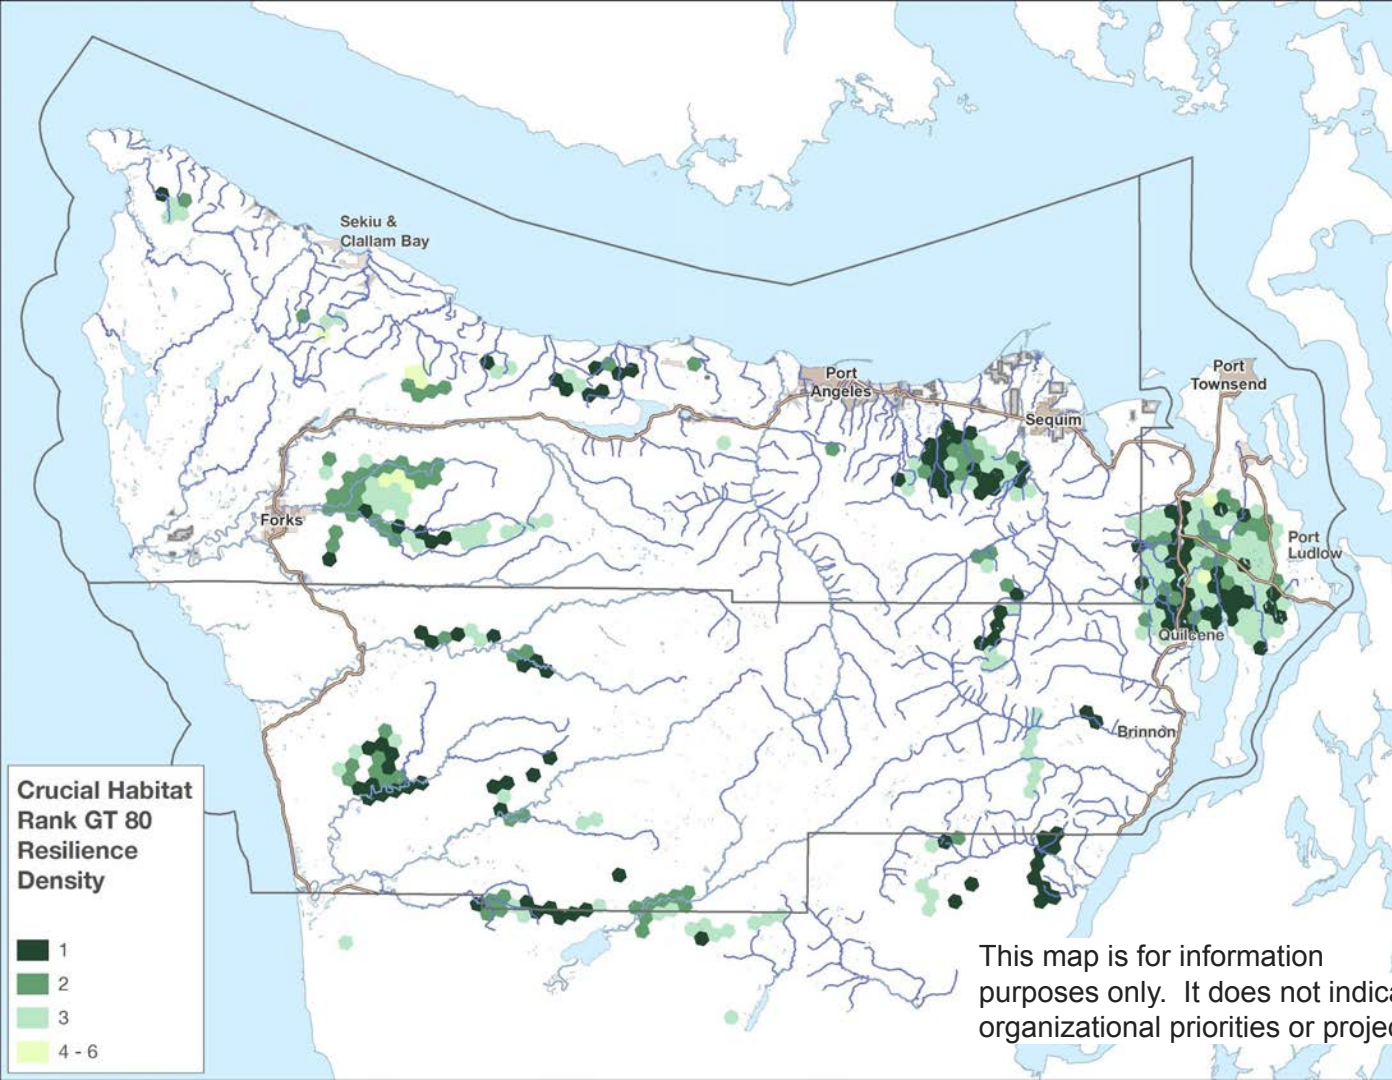 Sekiu &
Clallam Bay
Port
Angeles
Sequim
Port
Townsend
Forks
Port
Ludlow
Quilcene
Brinnon
Crucial Habitat
Rank GT 80
Resilience
Density
1
2
3
4 - 6
This map is for information
purposes only. It does not indica
organizational priorities or projec